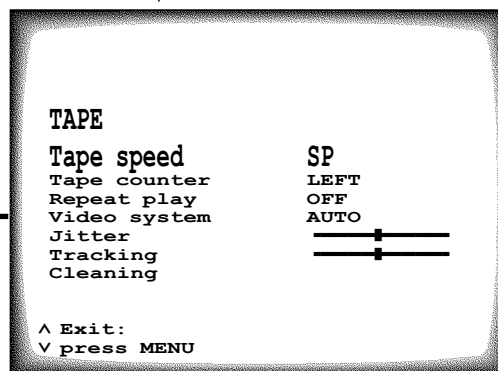 TAPE
Tape speed SP
Tape counter LEFT
Repeat play OFF
Video system AUTO
Jitter
Tracking
Cleaning
∧ Exit:
∨ press MENU